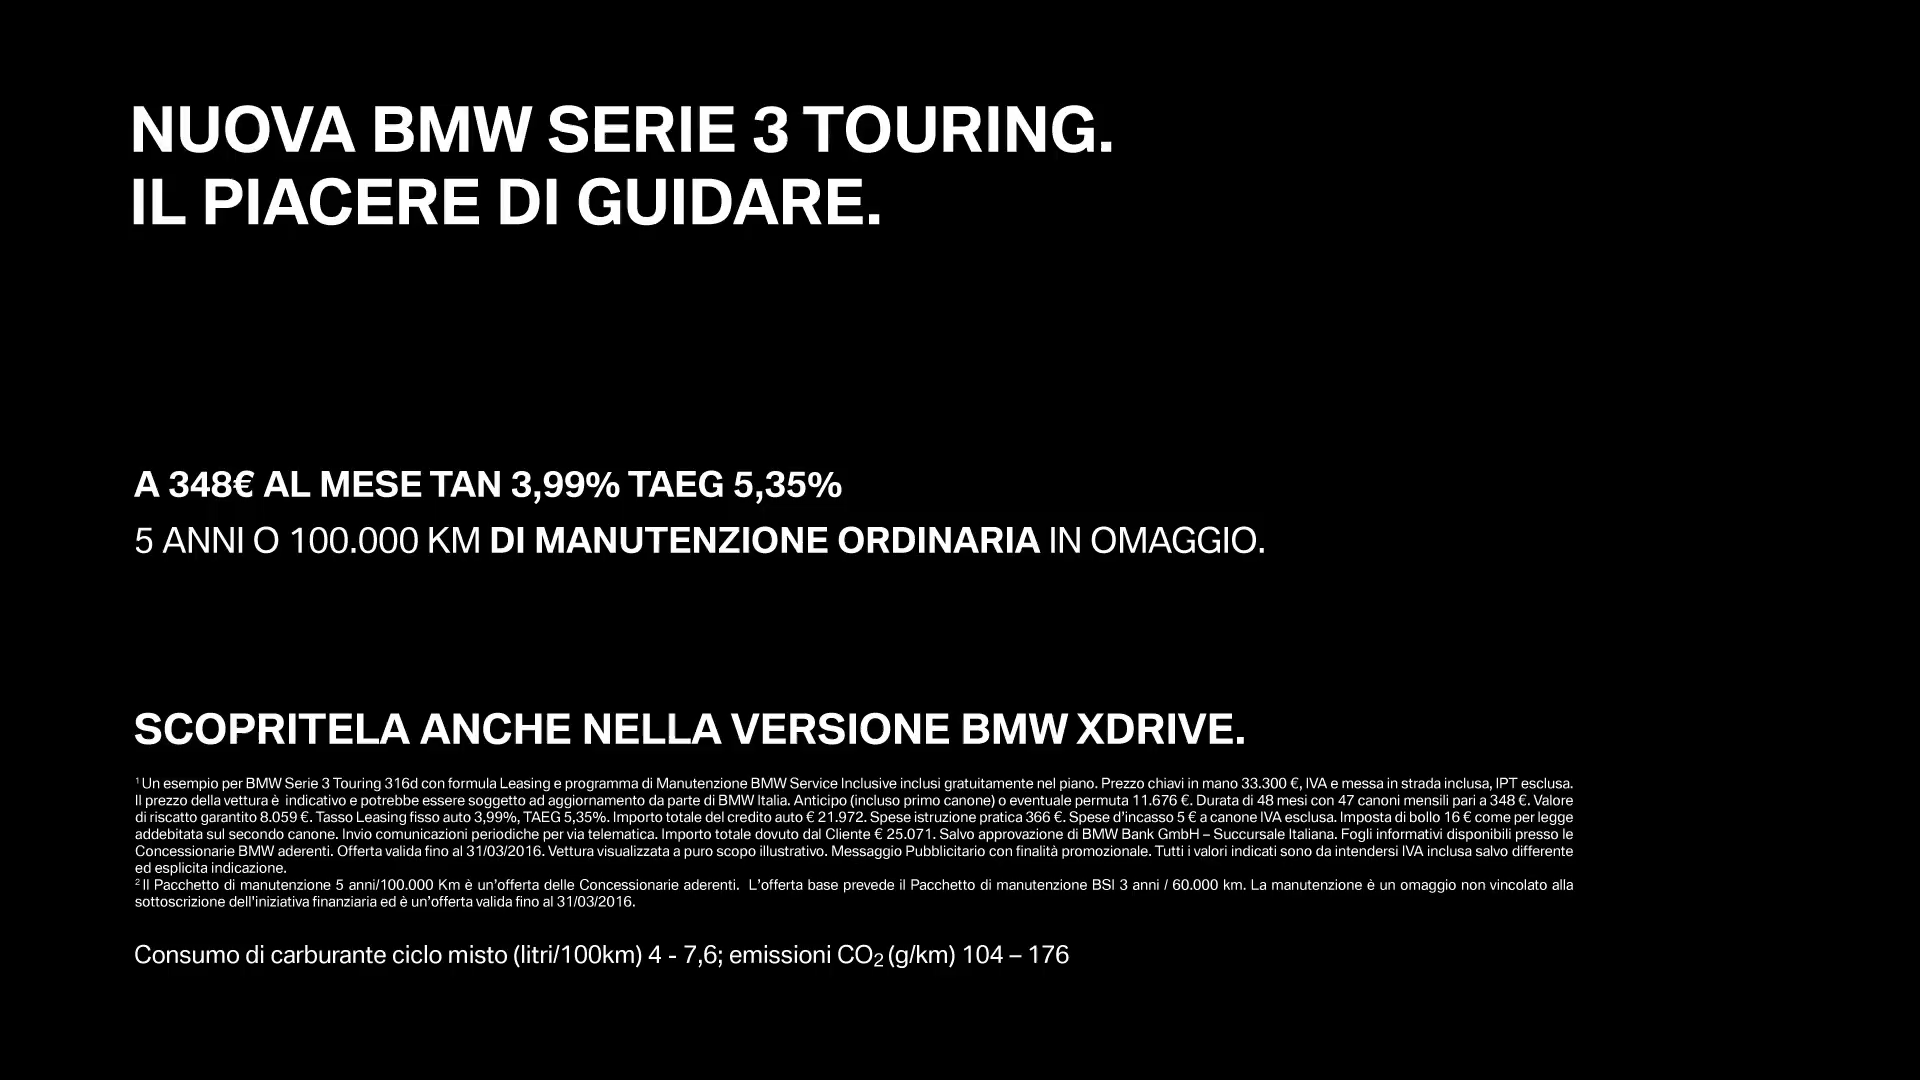 NUOVA BMW SERIE 3 TOURING.
IL PIACERE DI GUIDARE.
A 348€ AL MESE TAN 3,99% TAEG 5,35%
5 ANNI O 100.000 KM DI MANUTENZIONE ORDINARIA IN OMAGGIO.
SCOPRITELA ANCHE NELLA VERSIONE BMW XDRIVE.
¹ Un esempio per BMW Serie 3 Touring 316d con formula Leasing e programma di Manutenzione BMW Service Inclusive inclusi gratuitamente nel piano. Prezzo chiavi in mano 33.300 €, IVA e messa in strada inclusa, IPT esclusa.
Il prezzo della vettura è indicativo e potrebbe essere soggetto ad aggiornamento da parte di BMW Italia. Anticipo (incluso primo canone) o eventuale permuta 11.676 €. Durata di 48 mesi con 47 canoni mensili pari a 348 €. Valore
di riscatto garantito 8.059 €. Tasso Leasing fisso auto 3,99%, TAEG 5,35%. Importo totale del credito auto € 21.972. Spese istruzione pratica 366 €. Spese d’incasso 5 € a canone IVA esclusa. Imposta di bollo 16 € come per legge
addebitata sul secondo canone. Invio comunicazioni periodiche per via telematica. Importo totale dovuto dal Cliente € 25.071. Salvo approvazione di BMW Bank GmbH – Succursale Italiana. Fogli informativi disponibili presso le
Concessionarie BMW aderenti. Offerta valida fino al 31/03/2016. Vettura visualizzata a puro scopo illustrativo. Messaggio Pubblicitario con finalità promozionale. Tutti i valori indicati sono da intendersi IVA inclusa salvo differente
ed esplicita indicazione.
² Il Pacchetto di manutenzione 5 anni/100.000 Km è un’offerta delle Concessionarie aderenti. L’offerta base prevede il Pacchetto di manutenzione BSI 3 anni / 60.000 km. La manutenzione è un omaggio non vincolato alla
sottoscrizione dell'iniziativa finanziaria ed è un’offerta valida fino al 31/03/2016.
Consumo di carburante ciclo misto (litri/100km) 4 - 7,6; emissioni CO₂ (g/km) 104 – 176